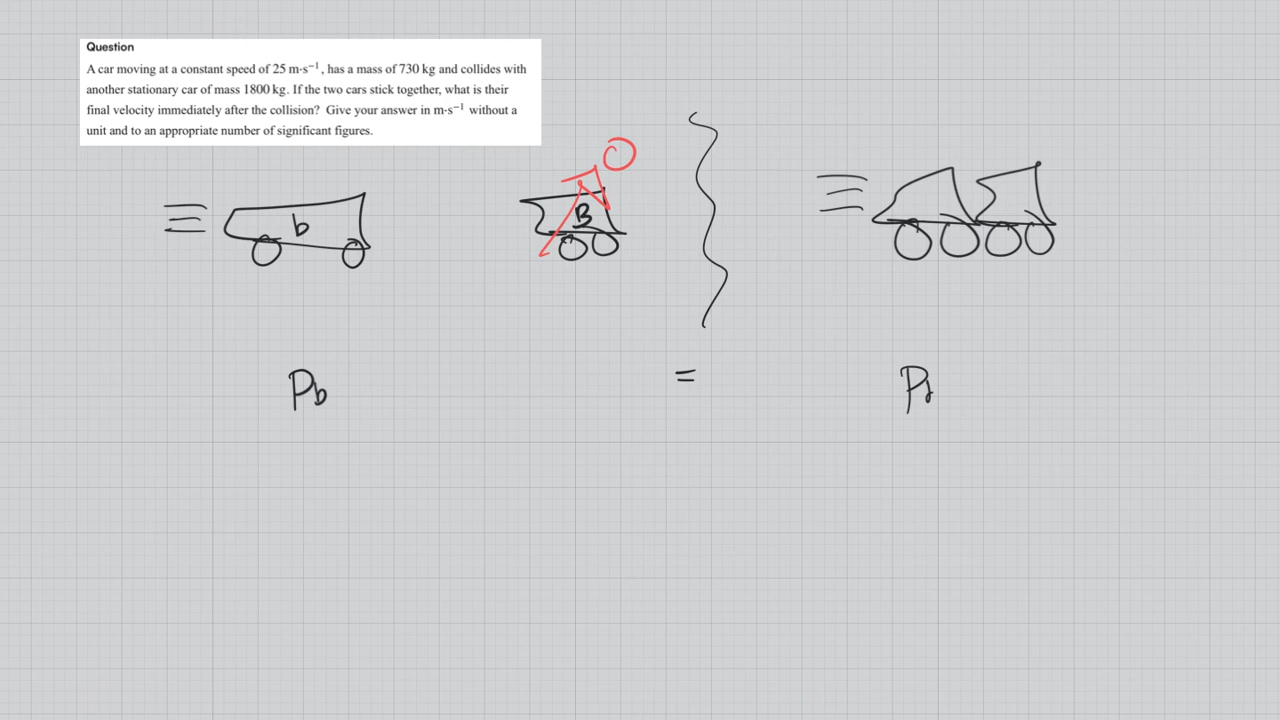 Question
A car moving at a constant speed of 25 m·s⁻¹, has a mass of 730 kg and collides with
another stationary car of mass 1800 kg. If the two cars stick together, what is their
final velocity immediately after the collision? Give your answer in m·s⁻¹ without a
unit and to an appropriate number of significant figures.
O
b
B
Pb
=